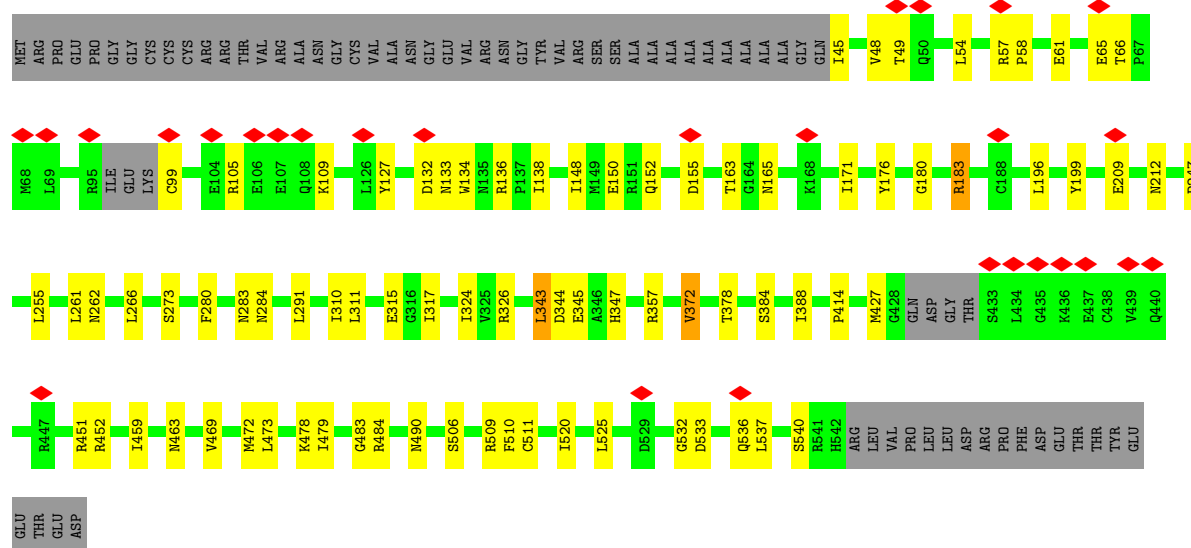 MET ARG PRO GLU PRO GLY GLY CYS CYS CYS ARG ARG THR VAL ARG ALA ASN GLY CYS VAL ALA ASN GLY GLU VAL ARG ASN GLY TYR VAL ARG SER SER ALA ALA ALA ALA ALA ALA ALA ALA ALA GLY GLN I45 V48 T49 Q50 L54 R57 P58 E61 E65 T66 P67
M68 L69 R95 ILE GLU LYS C99 E104 R105 E106 E107 Q108 K109 L126 Y127 D132 N133 W134 N135 R136 P137 I138 I148 M149 E150 R151 Q152 D155 T163 G164 N165 K168 I171 Y176 G180 R183 C188 L196 Y199 E209 N212
L255 L261 N262 L266 S273 F280 N283 N284 L291 I310 L311 E315 G316 I317 I324 V325 R326 L343 D344 E345 A346 H347 R357 V372 T378 S384 I388 P414 M427 G428 GLN ASP GLY THR S433 L434 G435 K436 E437 C438 V439 Q440
R447 R451 R452 I459 N463 V469 M472 L473 K478 I479 G483 R484 N490 S506 R509 F510 C511 I520 L525 D529 G532 D533 Q536 L537 S540 R541 H542 ARG LEU VAL PRO LEU LEU ASP ARG PRO PHE ASP GLU THR THR TYR GLU
GLU THR GLU ASP